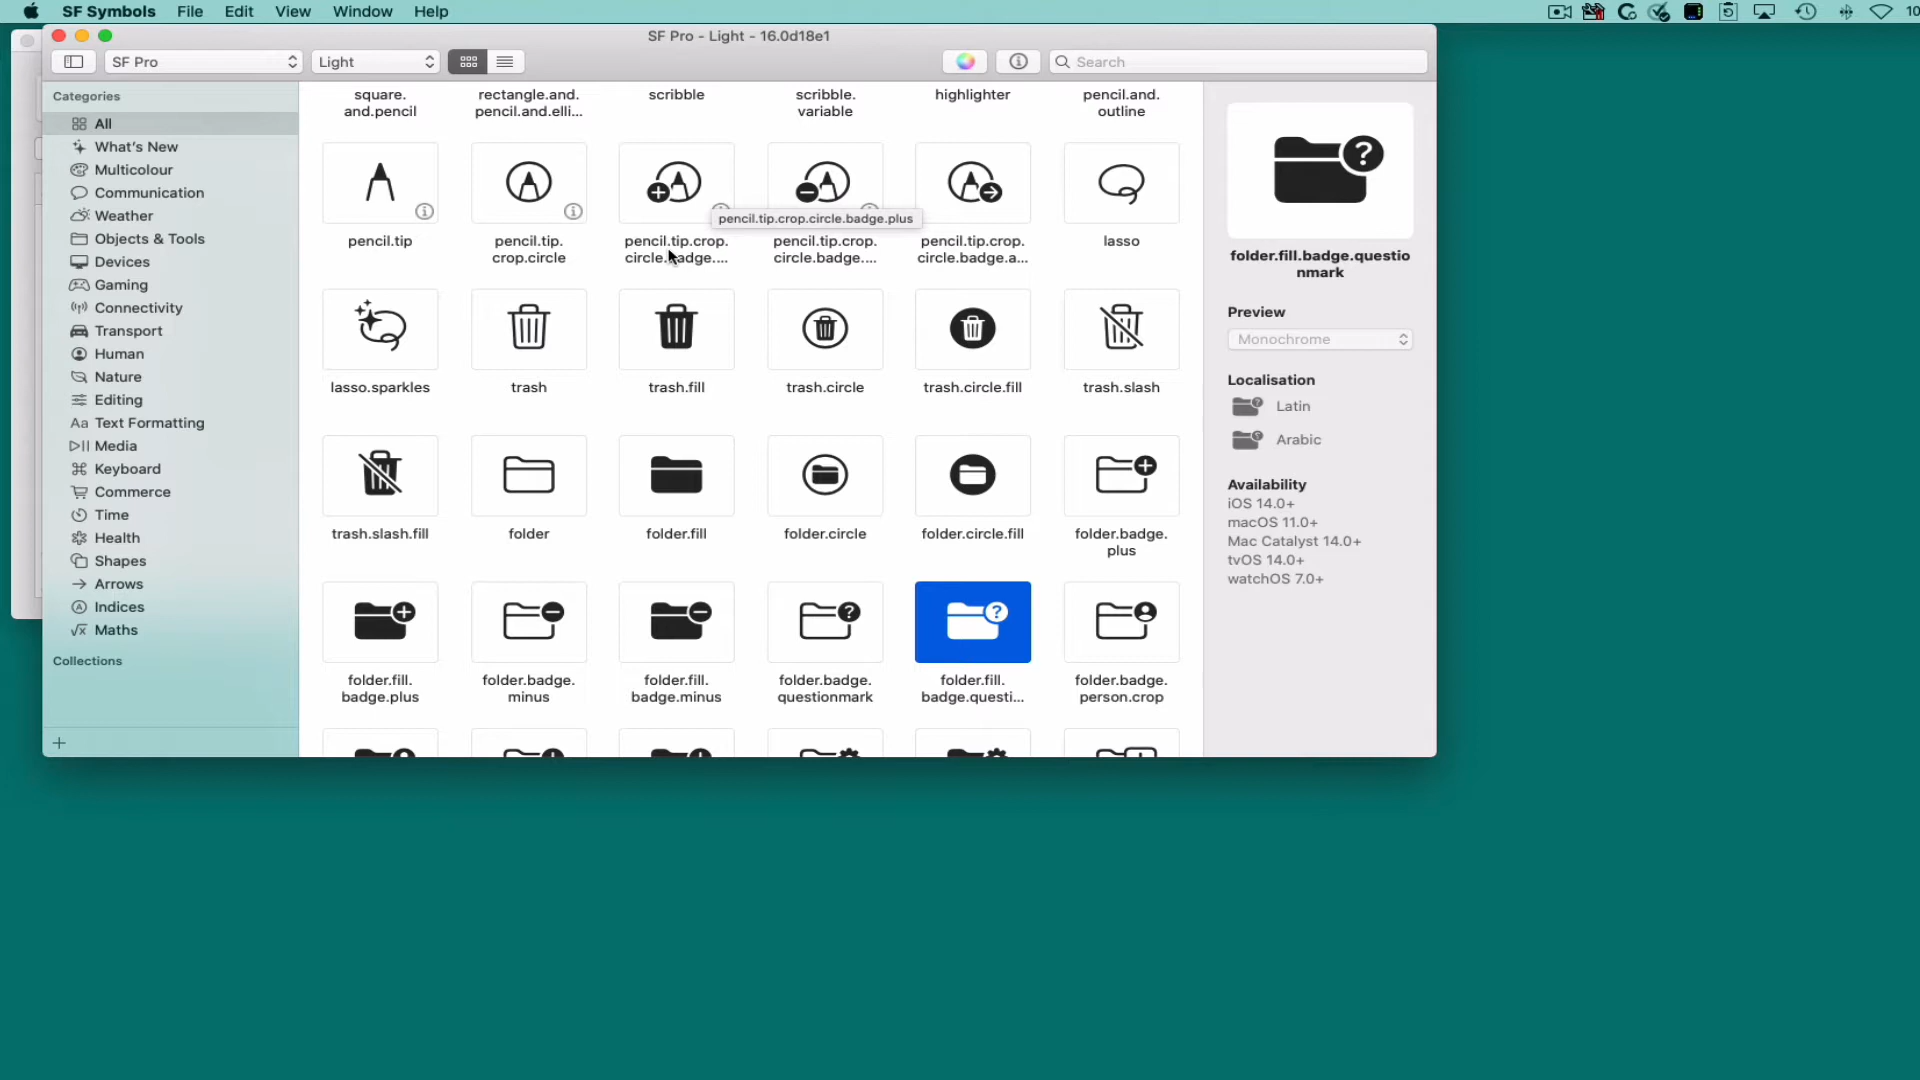 SF Symbols File Edit View Window Help
10
SF Pro - Light - 16.0d18e1
SF Pro
Light
Search
Categories
All
What's New
Multicolour
Communication
Weather
Objects & Tools
Devices
Gaming
Connectivity
Transport
Human
Nature
Editing
Aa Text Formatting
Media
Keyboard
Commerce
Time
Health
Shapes
Arrows
Indices
Maths
Collections
square.
and.pencil
rectangle.and.
pencil.and.elli...
scribble
scribble.
variable
highlighter
pencil.and.
outline
pencil.tip.crop.circle.badge.plus
pencil.tip
pencil.tip.
crop.circle
pencil.tip.crop.
circle.badge....
pencil.tip.crop.
circle.badge....
pencil.tip.crop.
circle.badge.a...
lasso
lasso.sparkles
trash
trash.fill
trash.circle
trash.circle.fill
trash.slash
trash.slash.fill
folder
folder.fill
folder.circle
folder.circle.fill
folder.badge.
plus
folder.fill.
badge.plus
folder.badge.
minus
folder.fill.
badge.minus
folder.badge.
questionmark
folder.fill.
badge.questi...
folder.badge.
person.crop
folder.fill.badge.questio
nmark
Preview
Monochrome
Localisation
Latin
Arabic
Availability
iOS 14.0+
macOS 11.0+
Mac Catalyst 14.0+
tvOS 14.0+
watchOS 7.0+